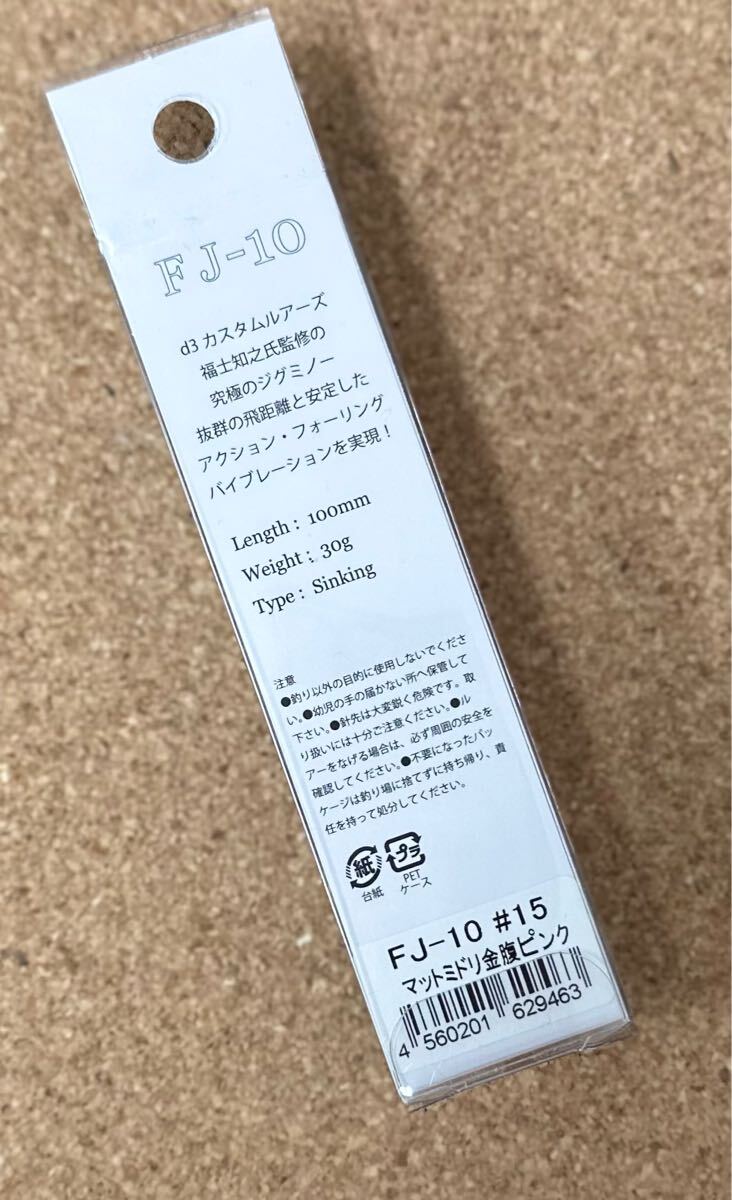 FJ-10
d3 カスタムルアーズ
福士知之氏監修の
究極のジグミノー
抜群の飛距離と安定した
アクション・フォーリング
バイブレーションを実現！
Length : 100mm
Weight : 30g
Type : Sinking
注意
●釣り以外の目的に使用しないでくださ
い。●幼児の手の届かない所へ保管して
下さい。●針先は大変鋭く危険です。取
り扱いには十分ご注意ください。●ル
アーをなげる場合は、必ず周囲の安全を
確認してください。●不要になったパッ
ケージは釣り場に捨てずに持ち帰り、責
任を持って処分してください。
紙 プラ
台紙 PET
ケース
FJ-10 #15
マットミドリ金腹ピンク
4 560201 629463